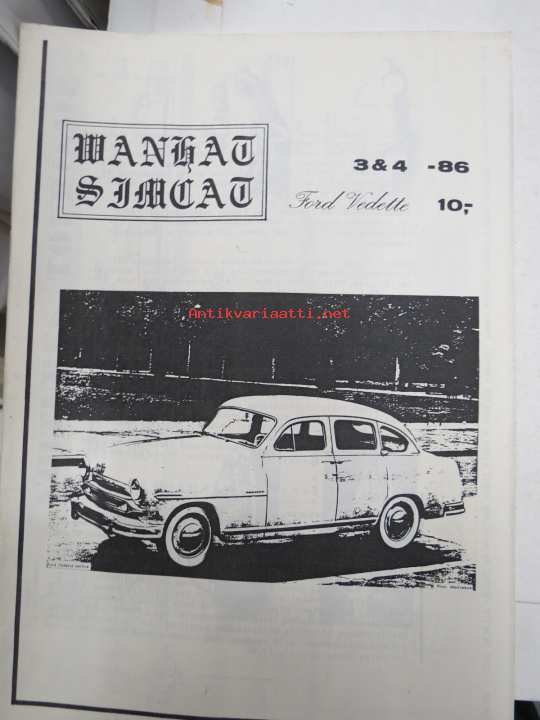 WANHAT
SIMCAT
3 & 4 -86
Ford Vedette 10,-
Antikvariaatti.net